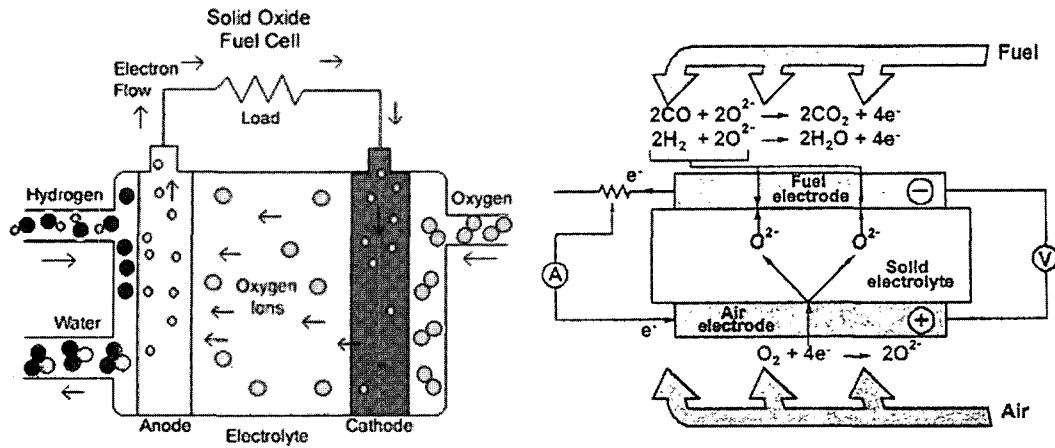 Solid Oxide
Fuel Cell
Electron
Flow
Load
Hydrogen
Oxygen
Oxygen
Ions
Water
Anode
Electrolyte
Cathode
Fuel
2CO + 2O²⁻ → 2CO₂ + 4e⁻
2H₂ + 2O²⁻ → 2H₂O + 4e⁻
e⁻
Fuel
electrode
−
O²⁻
O²⁻
A
V
Solid
electrolyte
Air
electrode
+
e⁻
O₂ + 4e⁻ → 2O²⁻
Air